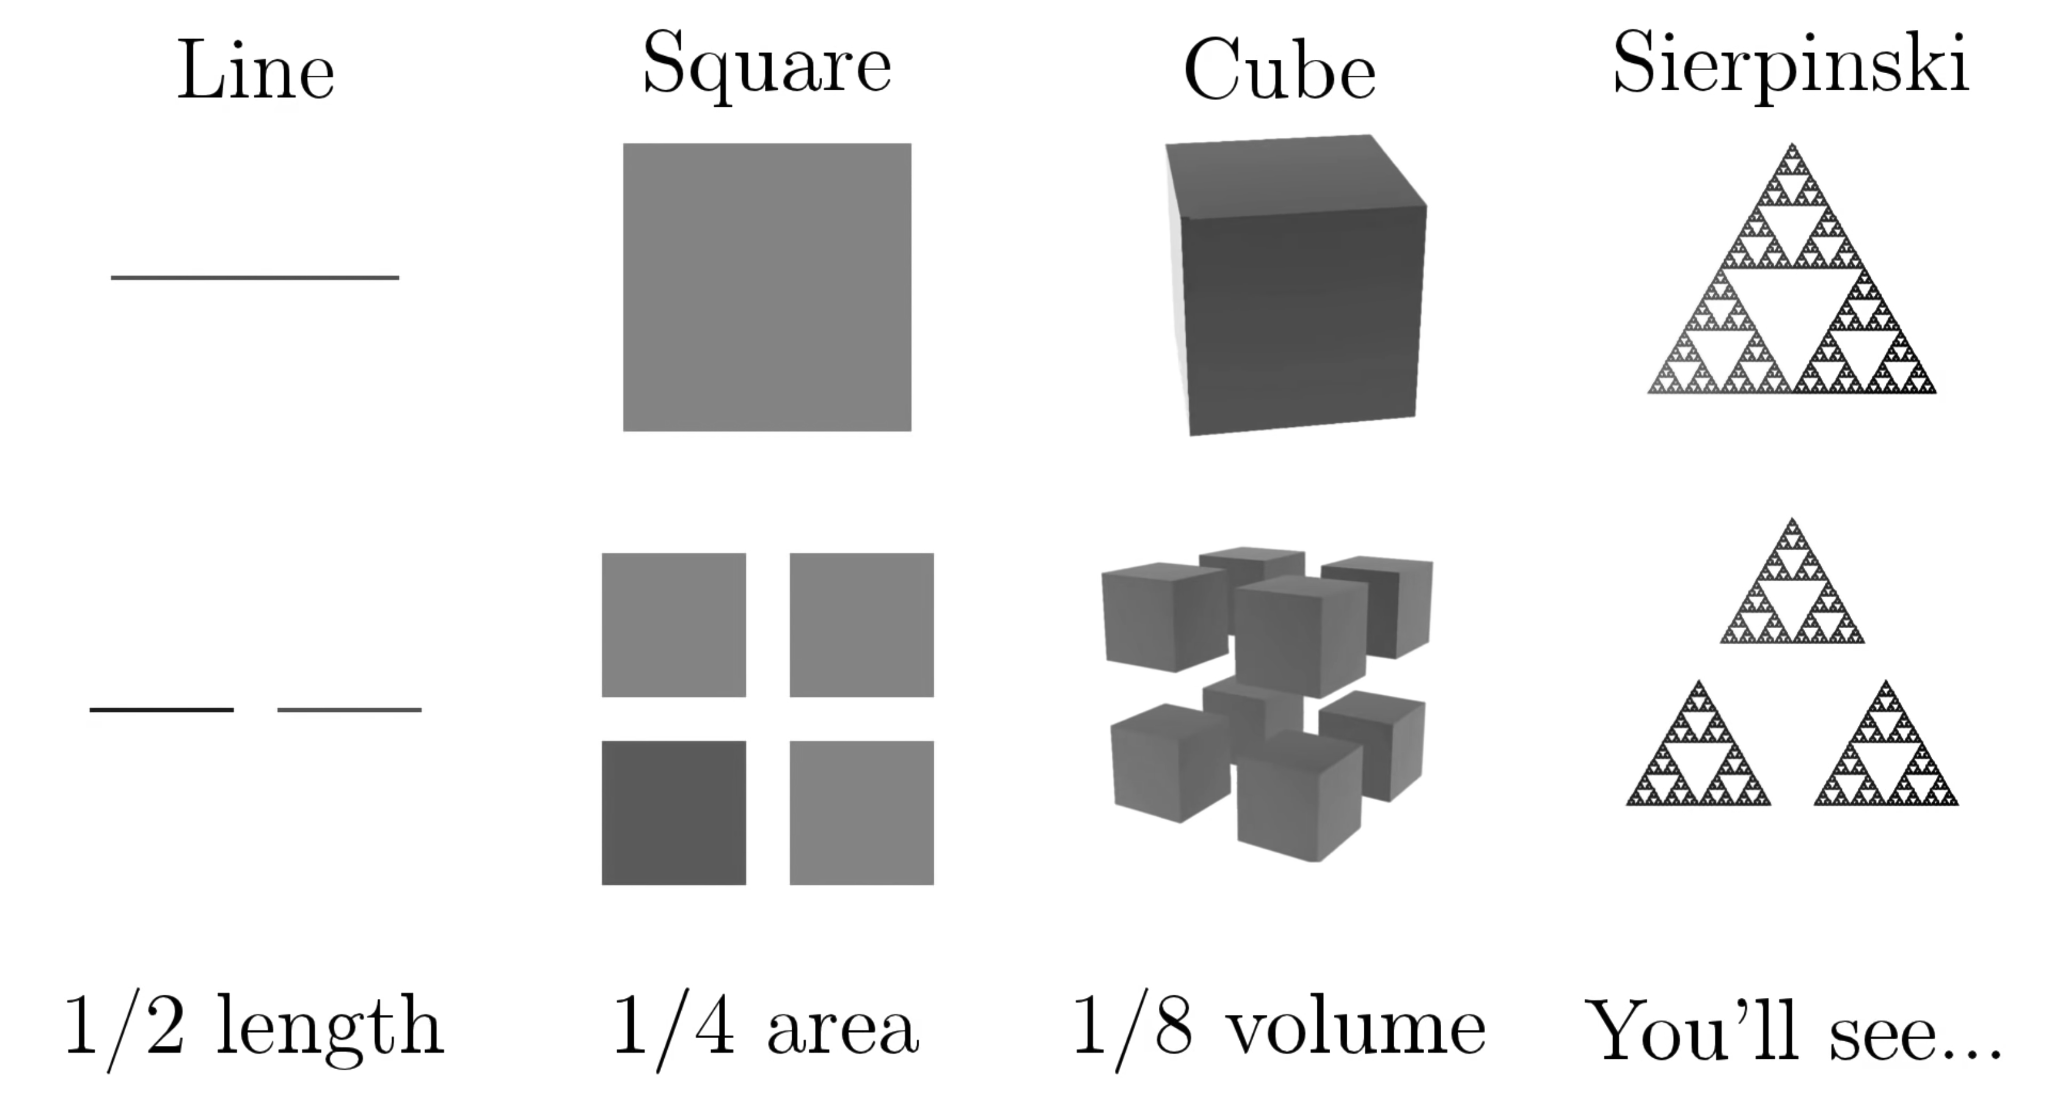 Line
Square
Cube
Sierpinski
1/2 length
1/4 area
1/8 volume
You'll see...